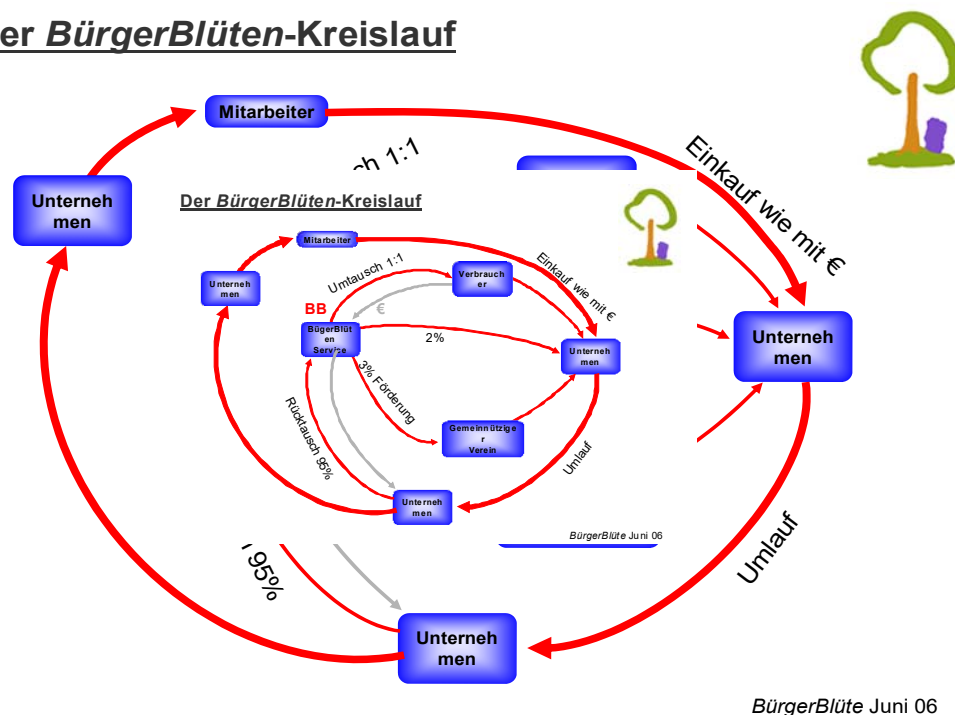 er BürgerBlüten-Kreislauf
Mitarbeiter
ch 1:1
Einkauf wie mit €
Unterneh
men
Der BürgerBlüten-Kreislauf
Mitarbeiter
Unterneh
men
Umtausch 1:1
Verbrauch
er
Einkauf wie mit €
BB
€
BügerBlüt
en
Service
2%
Unterneh
men
3% Förderung
Rücktausch 95%
Gemeinnützige
r
Verein
Umlauf
Unterneh
men
BürgerBlüte Juni 06
Unterneh
men
Umlauf
95%
Unterneh
men
BürgerBlüte Juni 06